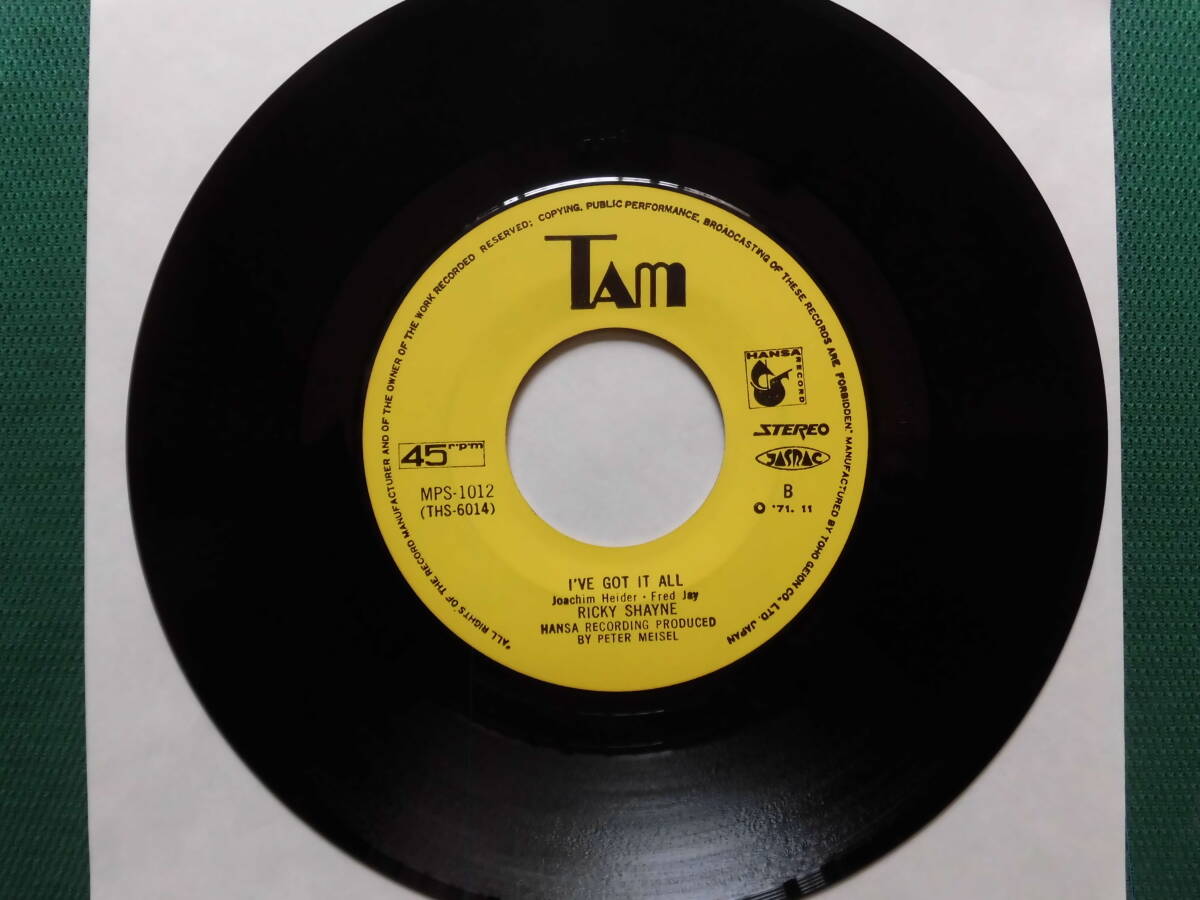 "ALL RIGHTS OF THE RECORD MANUFACTURER AND OF THE OWNER OF THE WORK RECORDED RESERVED; COPYING, PUBLIC PERFORMANCE, BROADCASTING OF THESE RECORDS ARE FORBIDDEN." MANUFACTURED BY TOHO GEION CO., LTD. JAPAN
TAM
HANSA
RECORD
STEREO
JASRAC
45 r·p·m
MPS-1012
(THS-6014)
B
℗ '71. 11
I'VE GOT IT ALL
Joachim Heider · Fred Jay
RICKY SHAYNE
HANSA RECORDING PRODUCED
BY PETER MEISEL